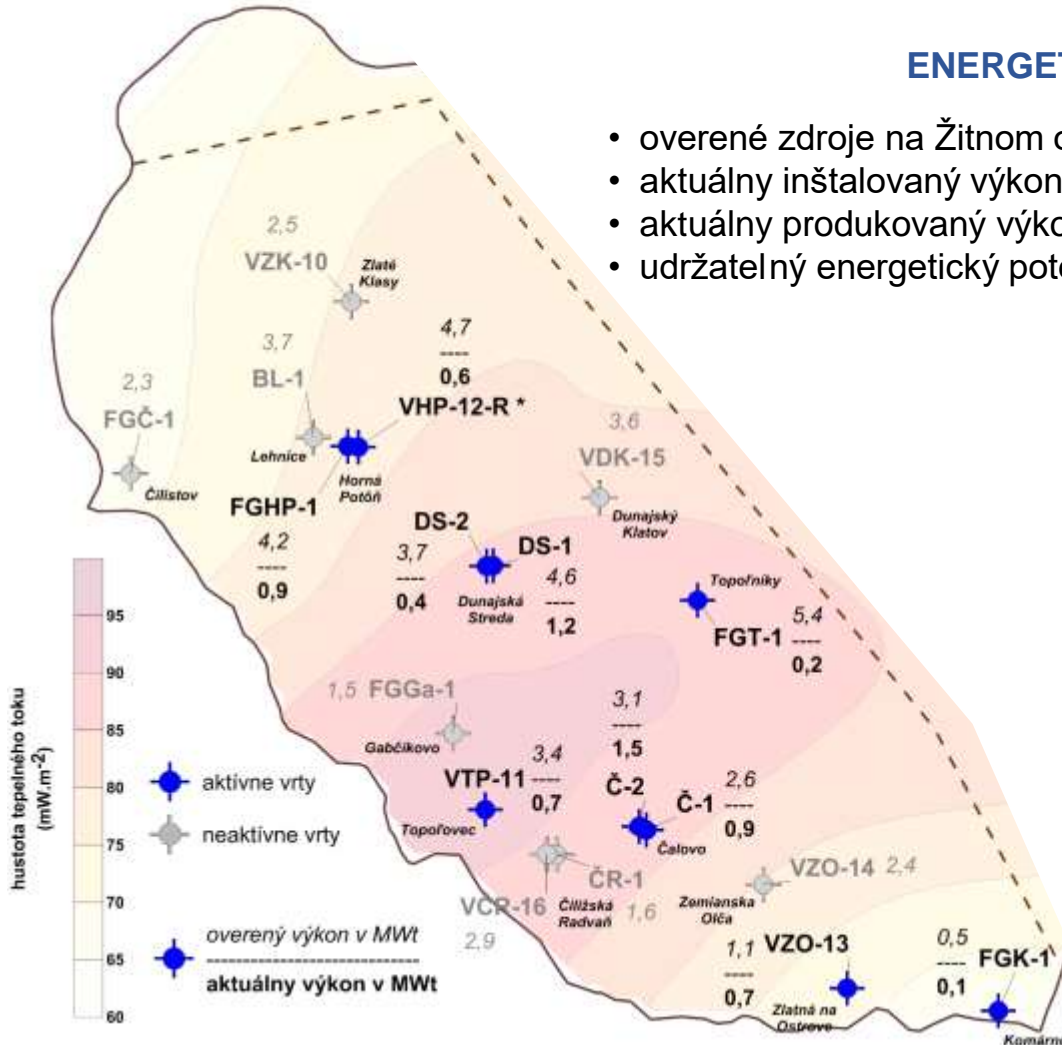 ENERGET
• overené zdroje na Žitnom o
• aktuálny inštalovaný výkon
• aktuálny produkovaný výko
• udržatelný energetický pote
2,5
VZK-10
Zlaté
Klasy
3,7
BL-1
Lehnice
2,3
FGČ-1
Čilistov
4,7
----
0,6
VHP-12-R *
Horná
Potôň
FGHP-1
4,2
----
0,9
3,6
VDK-15
Dunajský
Klatov
DS-2
3,7
----
0,4
DS-1
4,6
----
1,2
Dunajská
Streda
Topoľníky
FGT-1
5,4
----
0,2
1,5 FGGa-1
Gabčíkovo
VTP-11
3,4
----
0,7
Topoľovec
3,1
----
1,5
Č-2
Č-1
2,6
----
0,9
Čalovo
ČR-1
1,6
VČR-16
2,9
Čiližská
Radvaň
VZO-14 2,4
Zemianska
Olča
VZO-13
1,1
----
0,7
Zlatná na
Ostrove
0,5
----
0,1
FGK-1
Komárno
hustota tepelného toku
(mW.m-2)
95
90
85
80
75
70
65
60
aktívne vrty
neaktívne vrty
overený výkon v MWt
----------------------------
aktuálny výkon v MWt